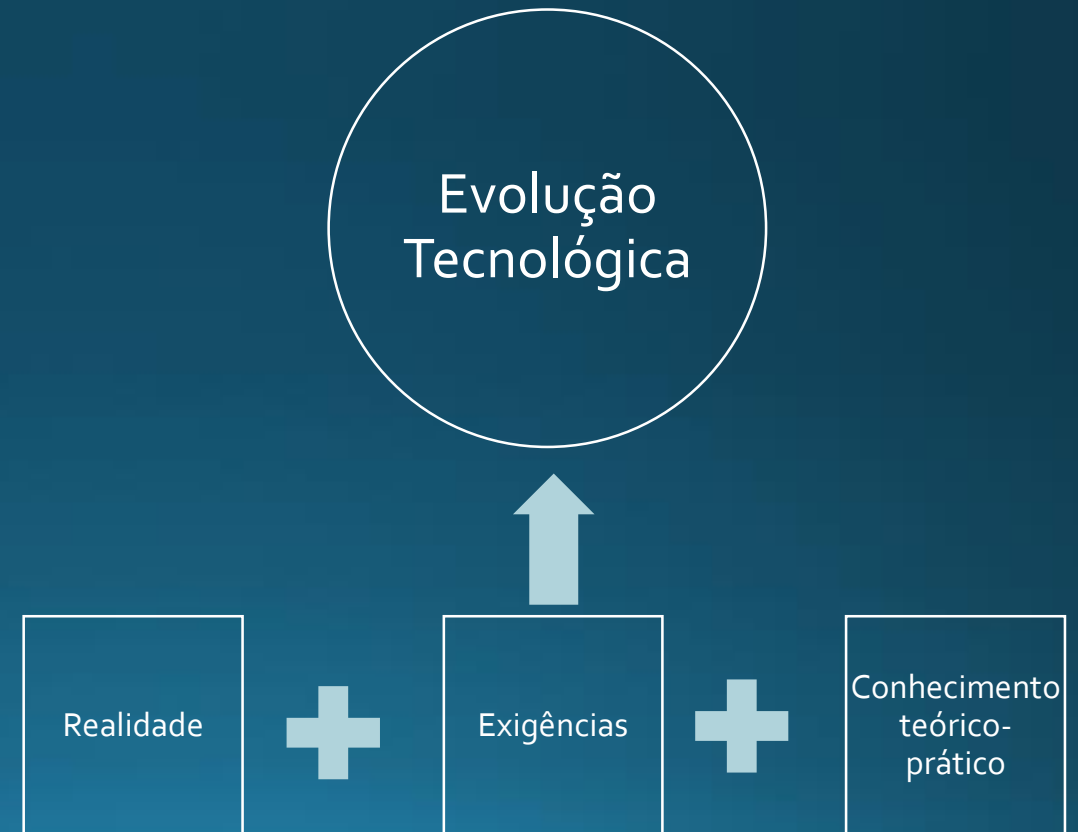 Evolução
Tecnológica
Realidade
Exigências
Conhecimento
teórico-
prático